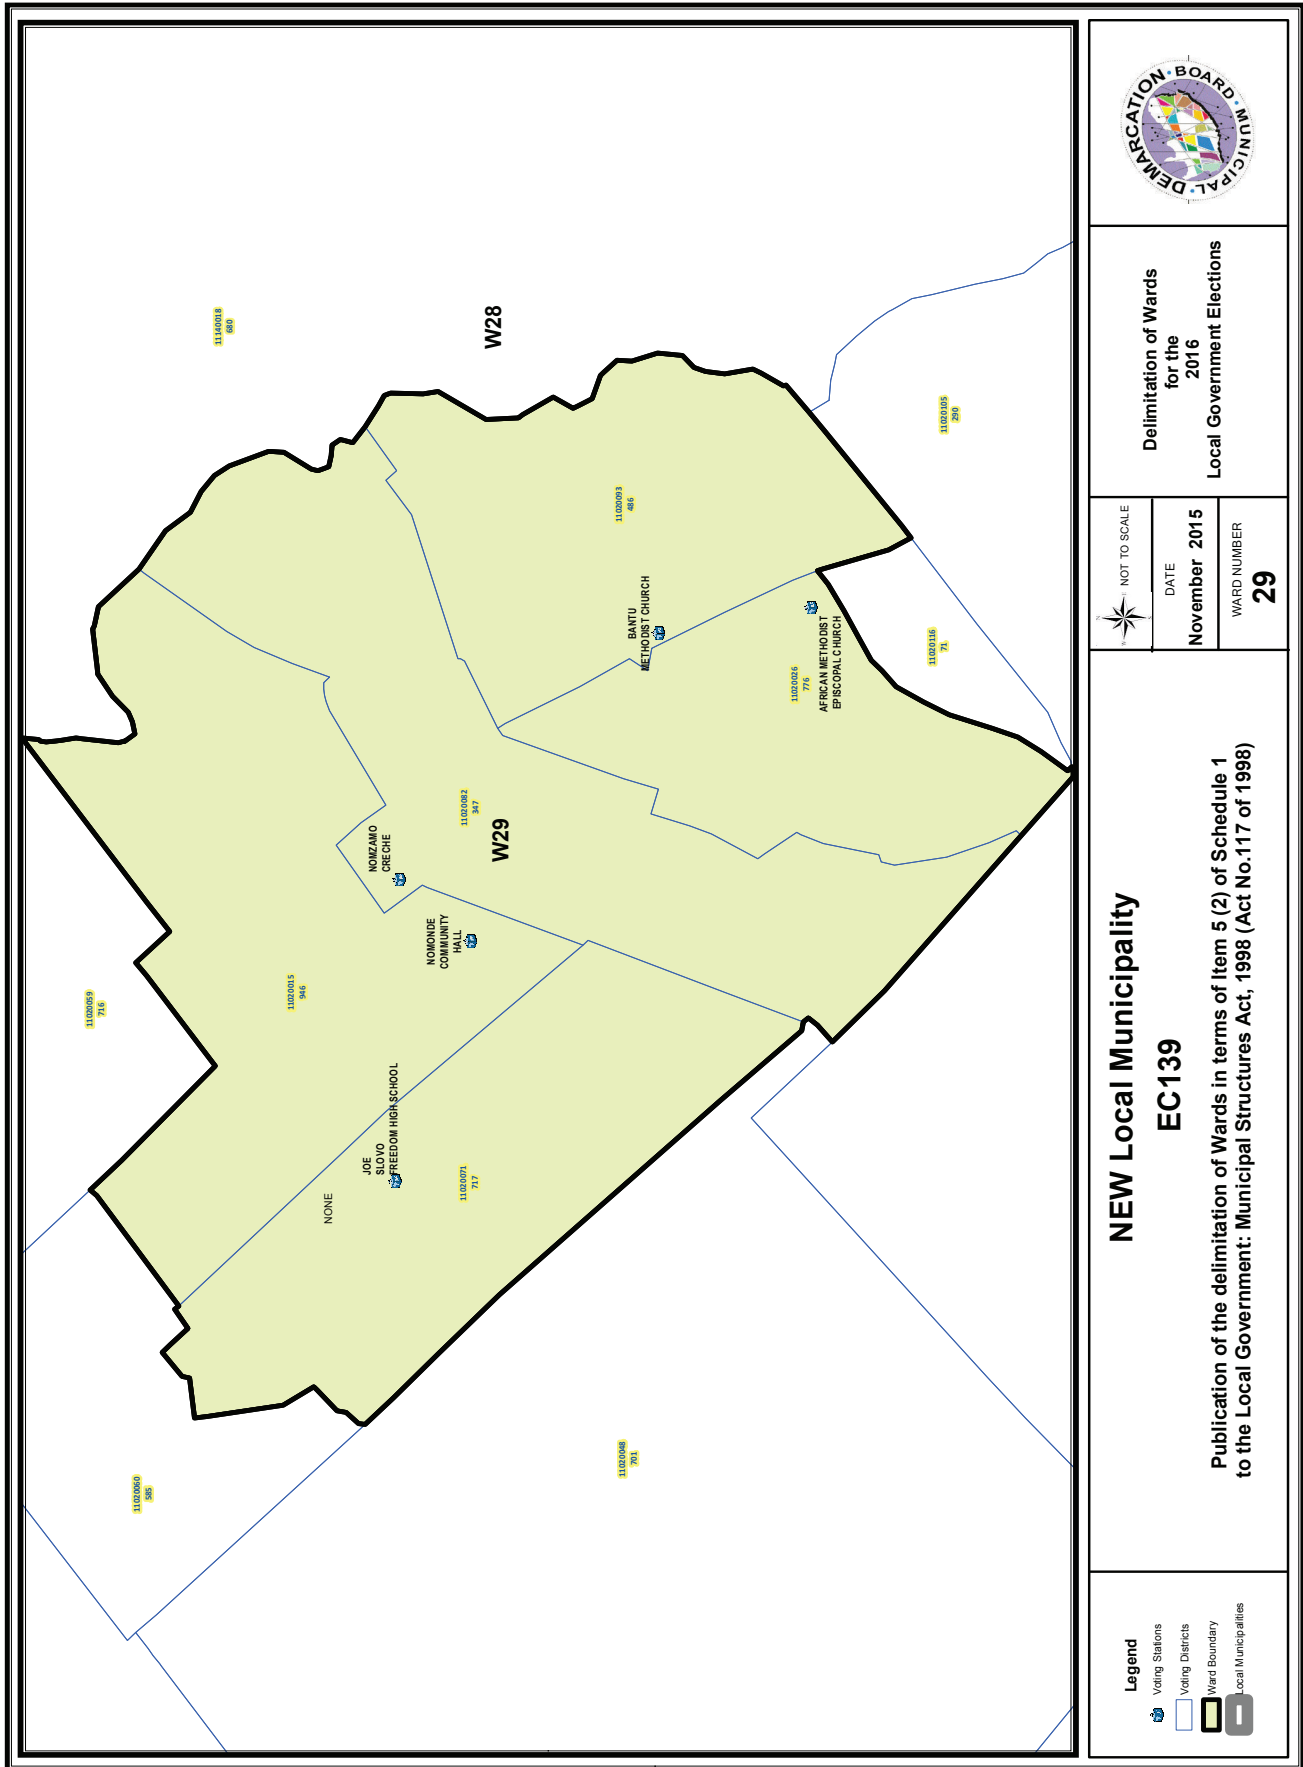 11140018
680
W28
11020105
290
11020093
486
BANTU
METHODIST CHURCH
11020116
71
11020026
776
AFRICAN METHODIST
EPISCOPAL CHURCH
11020082
347
W29
NOMZAMO
CRECHE
NOMONDE
COMMUNITY
HALL
11020059
716
11020015
946
JOE
SLOVO
FREEDOM HIGH SCHOOL
NONE
11020071
717
11020060
585
11020048
701
Legend
Voting Stations
Voting Districts
Ward Boundary
Local Municipalities
NEW Local Municipality
EC139
Publication of the delimitation of Wards in terms of Item 5 (2) of Schedule 1
to the Local Government: Municipal Structures Act, 1998 (Act No.117 of 1998)
N
W
E
S
NOT TO SCALE
DATE
November 2015
WARD NUMBER
29
Delimitation of Wards
for the
2016
Local Government Elections
MUNICIPAL · DEMARCATION · BOARD